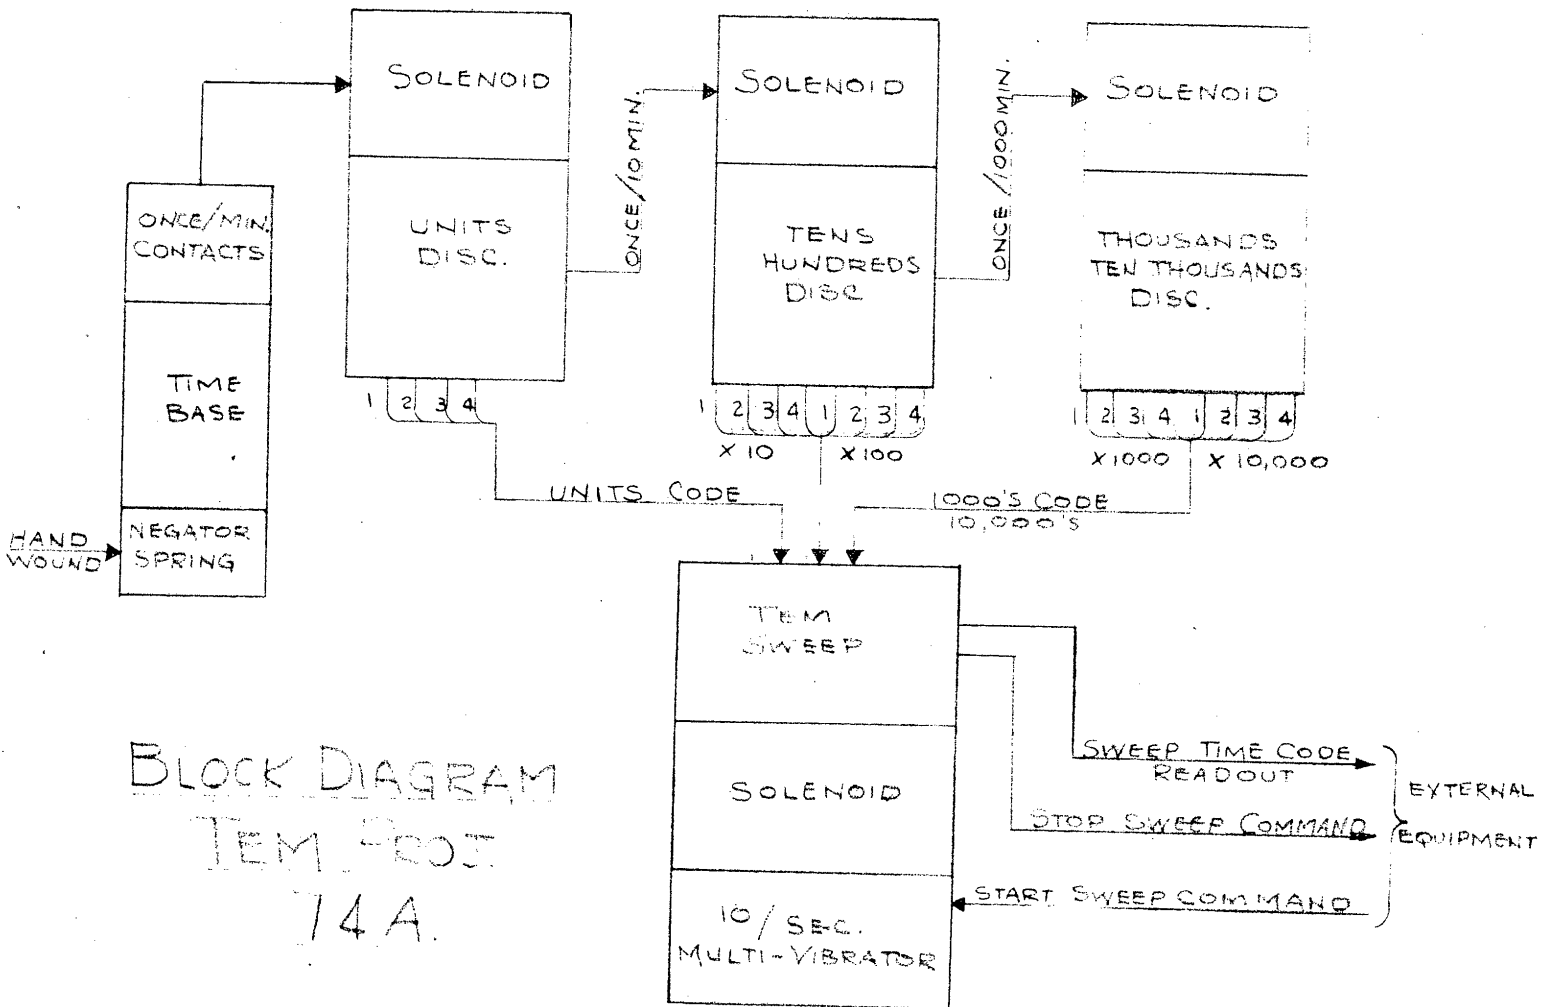 SOLENOID
SOLENOID
SOLENOID
ONCE/10 MIN.
ONCE/1000 MIN.
ONCE/MIN.
CONTACTS
UNITS
DISC.
TENS
HUNDREDS
DISC
THOUSANDS
TEN THOUSANDS
DISC.
TIME
BASE
1 2 3 4
1 2 3 4 1 2 3 4
X 10 X 100
1 2 3 4 1 2 3 4
X 1000 X 10,000
UNITS CODE
1000'S CODE
10,000'S
HAND
WOUND
NEGATOR
SPRING
TEM
SWEEP
SOLENOID
10/SEC.
MULTI-VIBRATOR
SWEEP TIME CODE
READOUT
STOP SWEEP COMMAND
START SWEEP COMMAND
EXTERNAL
EQUIPMENT
BLOCK DIAGRAM
TEM PROJ.
74A.